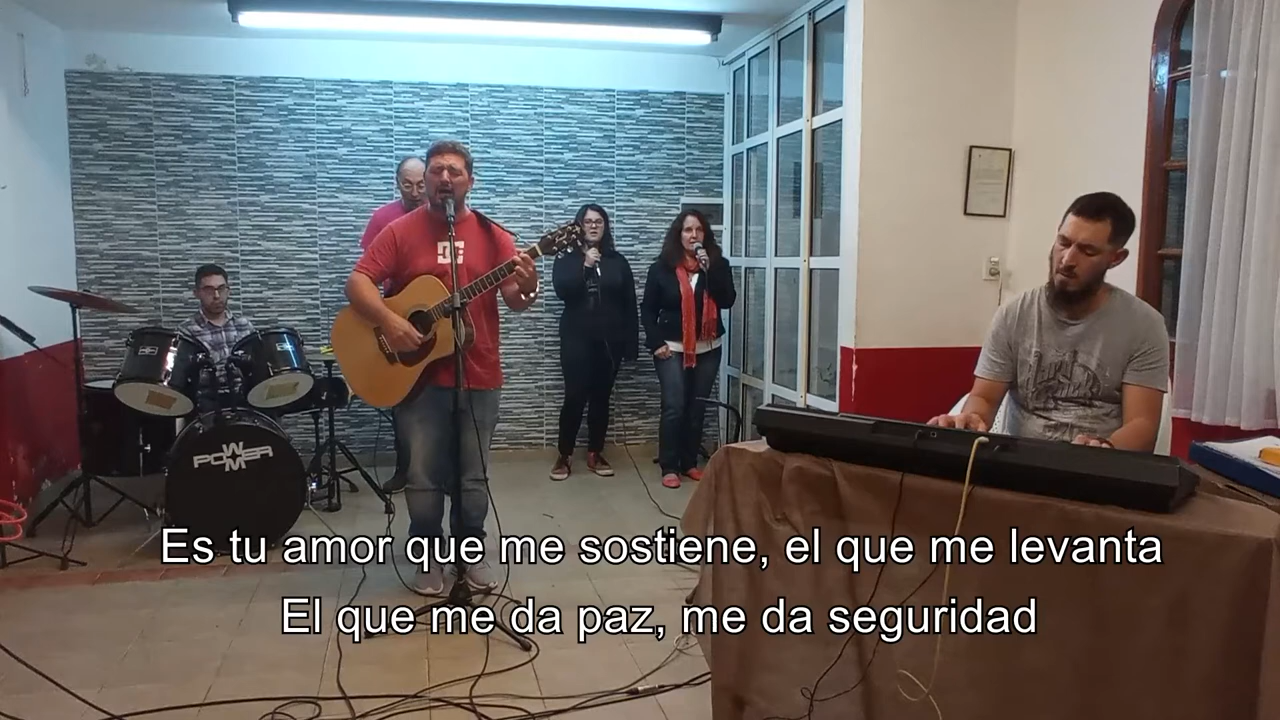 POWER
WM
Es tu amor que me sostiene, el que me levanta
El que me da paz, me da seguridad